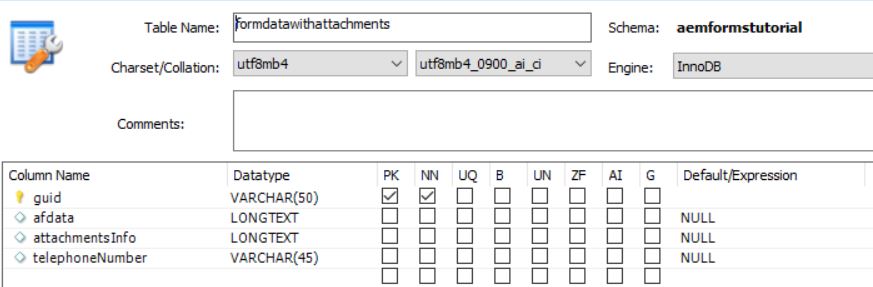 Table Name: formdatawithattachments Schema: aemformstutorial
Charset/Collation: utf8mb4 utf8mb4_0900_ai_ci Engine: InnoDB
Comments:
Column Name Datatype PK NN UQ B UN ZF AI G Default/Expression
guid VARCHAR(50)
afdata LONGTEXT NULL
attachmentsInfo LONGTEXT NULL
telephoneNumber VARCHAR(45) NULL